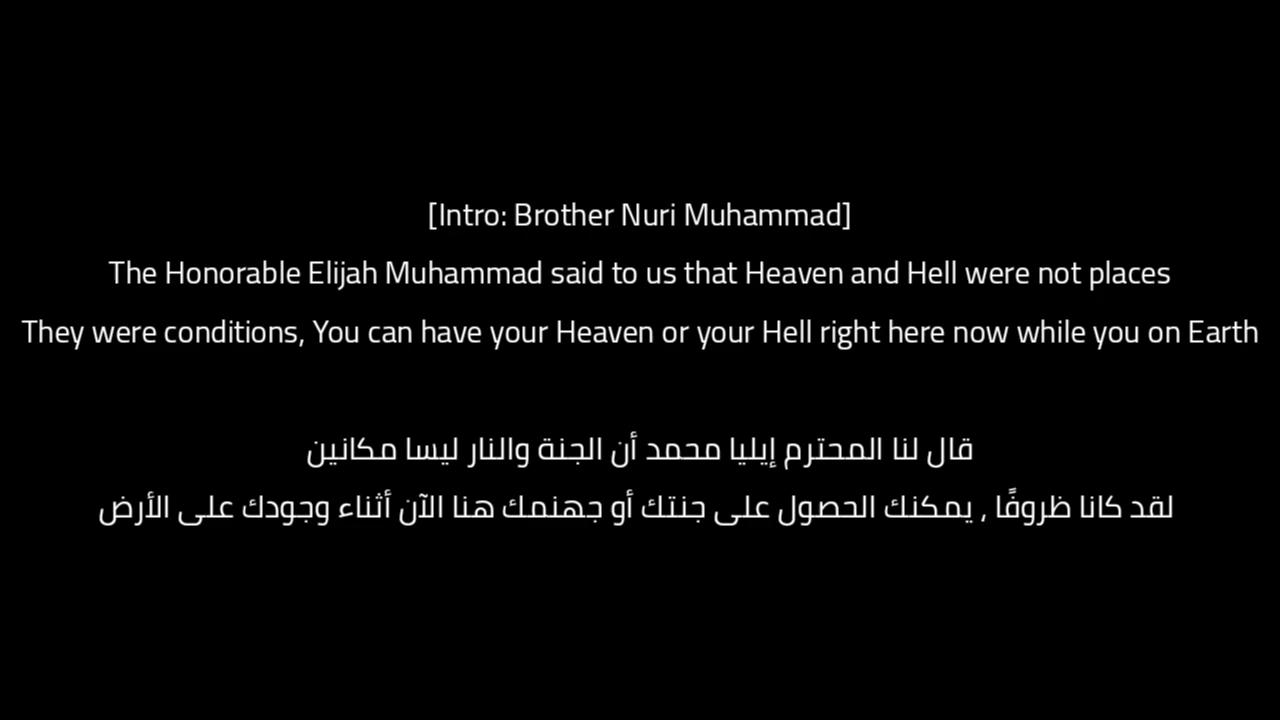 [Intro: Brother Nuri Muhammad]
The Honorable Elijah Muhammad said to us that Heaven and Hell were not places
They were conditions, You can have your Heaven or your Hell right here now while you on Earth
قال لنا المحترم إيليا محمد أن الجنة والنار ليسا مكانين
لقد كانا ظروفًا ، يمكنك الحصول على جنتك أو جهنمك هنا الآن أثناء وجودك على الأرض